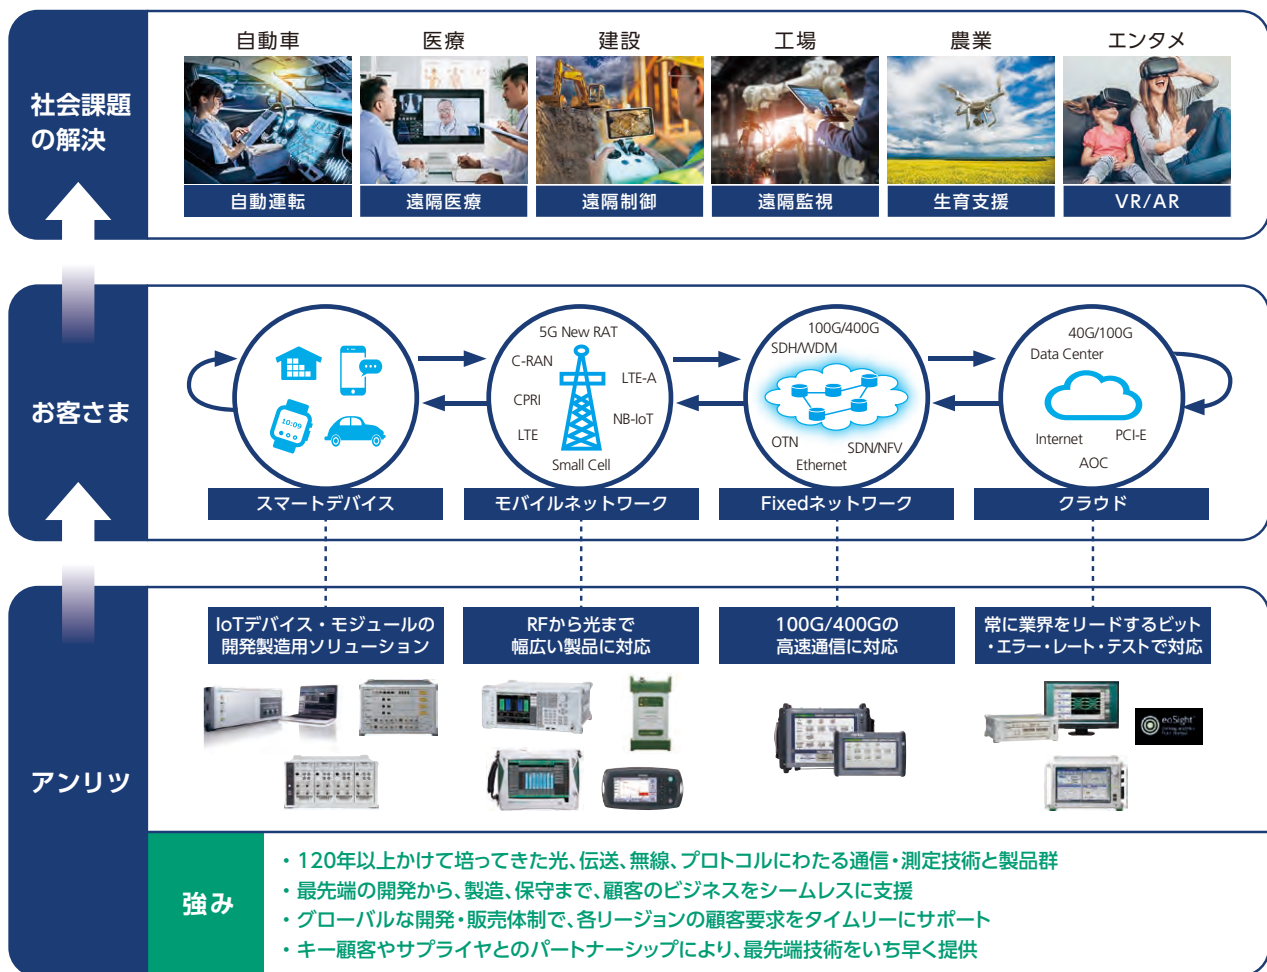 自動車
医療
建設
工場
農業
エンタメ
社会課題
の解決
自動運転
遠隔医療
遠隔制御
遠隔監視
生育支援
VR/AR
お客さま
10:09
スマートデバイス
5G New RAT
C-RAN
LTE-A
CPRI
NB-IoT
LTE
Small Cell
モバイルネットワーク
100G/400G
SDH/WDM
OTN
SDN/NFV
Ethernet
Fixedネットワーク
40G/100G
Data Center
Internet
PCI-E
AOC
クラウド
アンリツ
IoTデバイス・モジュールの
開発製造用ソリューション
RFから光まで
幅広い製品に対応
100G/400Gの
高速通信に対応
常に業界をリードするビット
・エラー・レート・テストで対応
eoSight
強み
・120年以上かけて培ってきた光、伝送、無線、プロトコルにわたる通信・測定技術と製品群
・最先端の開発から、製造、保守まで、顧客のビジネスをシームレスに支援
・グローバルな開発・販売体制で、各リージョンの顧客要求をタイムリーにサポート
・キー顧客やサプライヤとのパートナーシップにより、最先端技術をいち早く提供